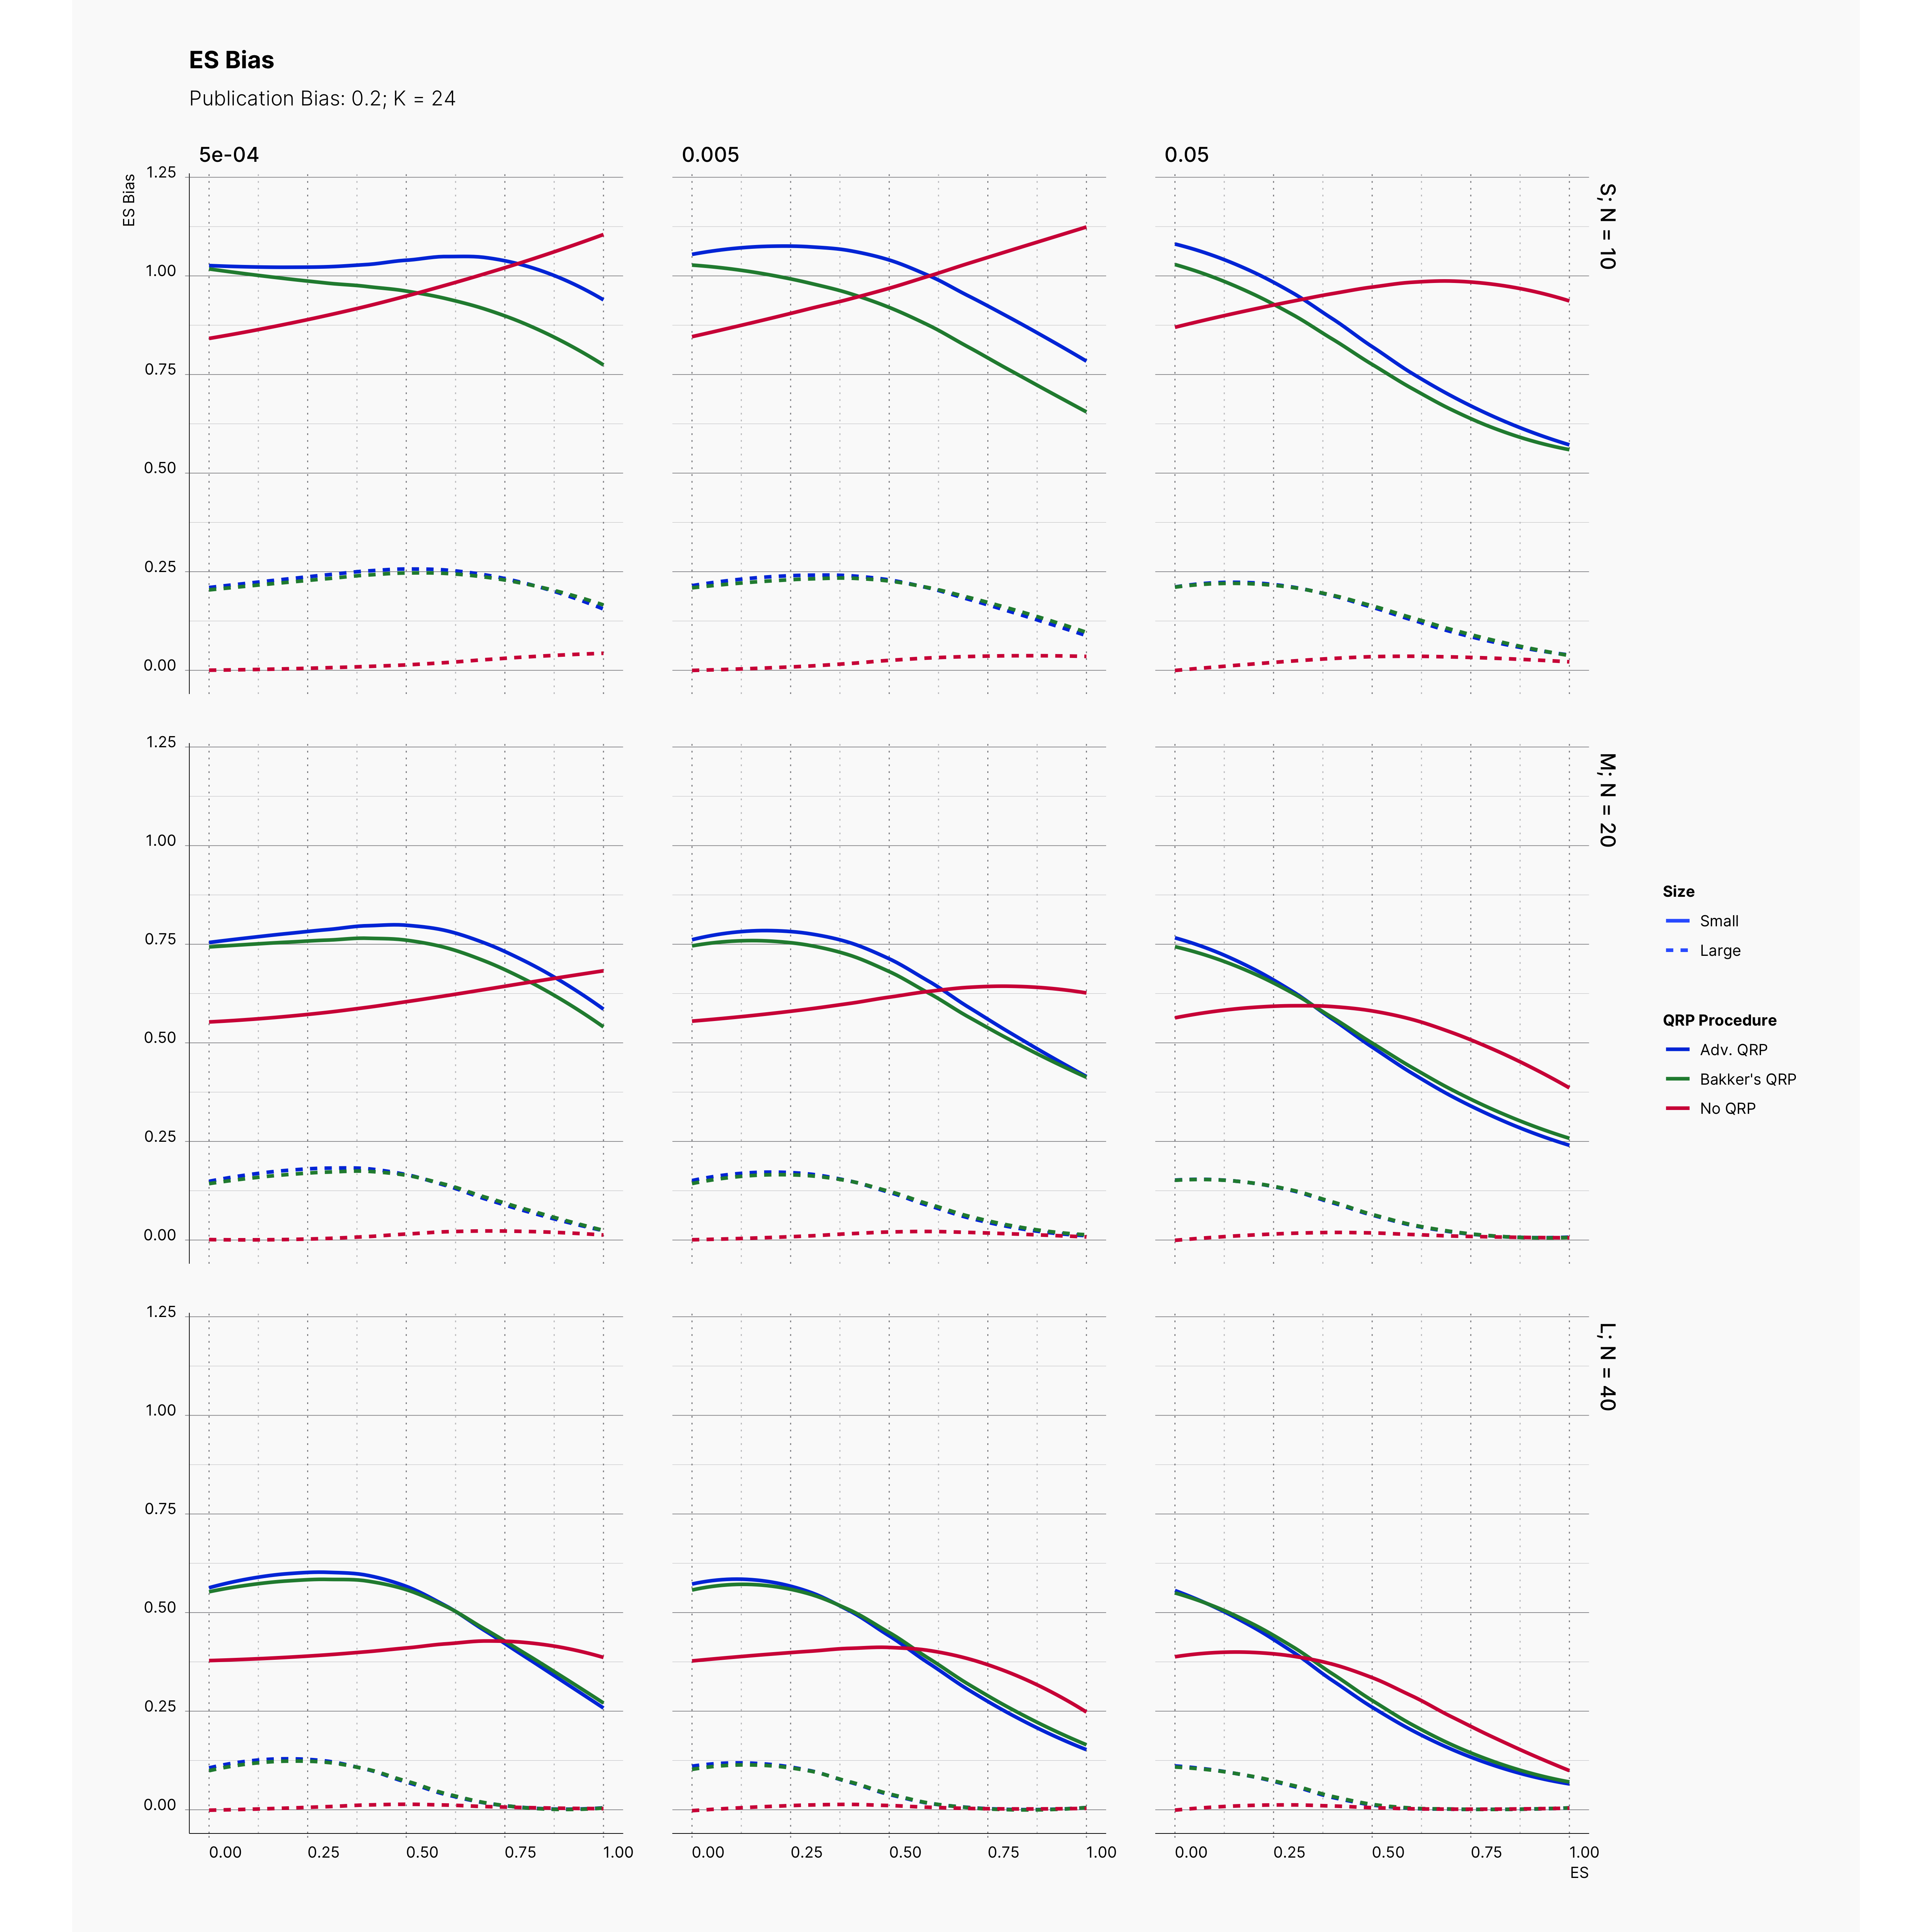 ES Bias
Publication Bias: 0.2; K = 24
5e-04
0.005
0.05
ES Bias
1.25
1.00
0.75
0.50
0.25
0.00
S; N = 10
1.25
1.00
0.75
0.50
0.25
0.00
M; N = 20
1.25
1.00
0.75
0.50
0.25
0.00
L; N = 40
0.00 0.25 0.50 0.75 1.00
0.00 0.25 0.50 0.75 1.00
0.00 0.25 0.50 0.75 1.00
ES
Size
Small
Large
QRP Procedure
Adv. QRP
Bakker's QRP
No QRP